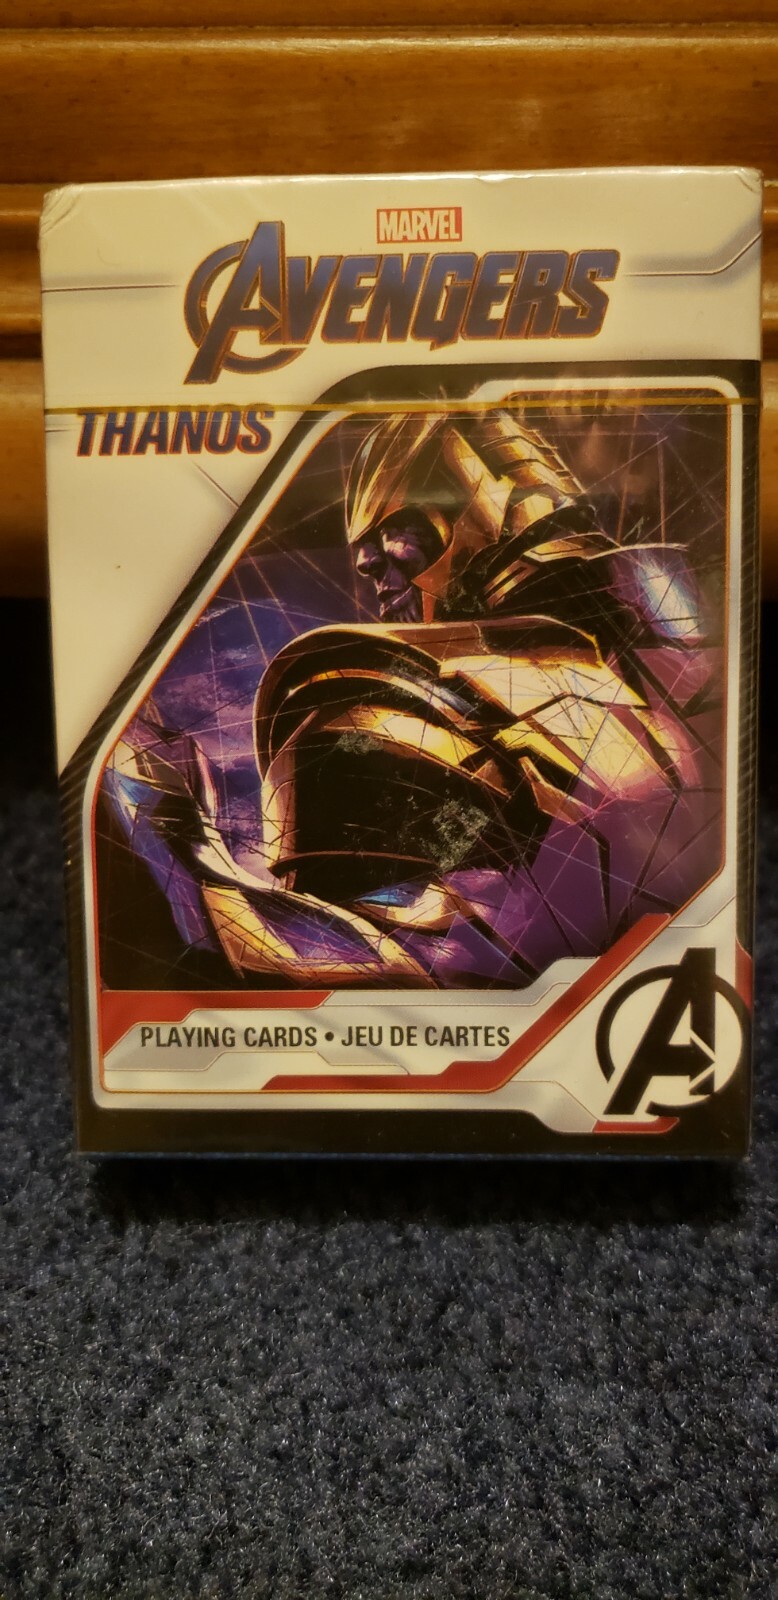 MARVEL
AVENGERS
THANOS
PLAYING CARDS • JEU DE CARTES